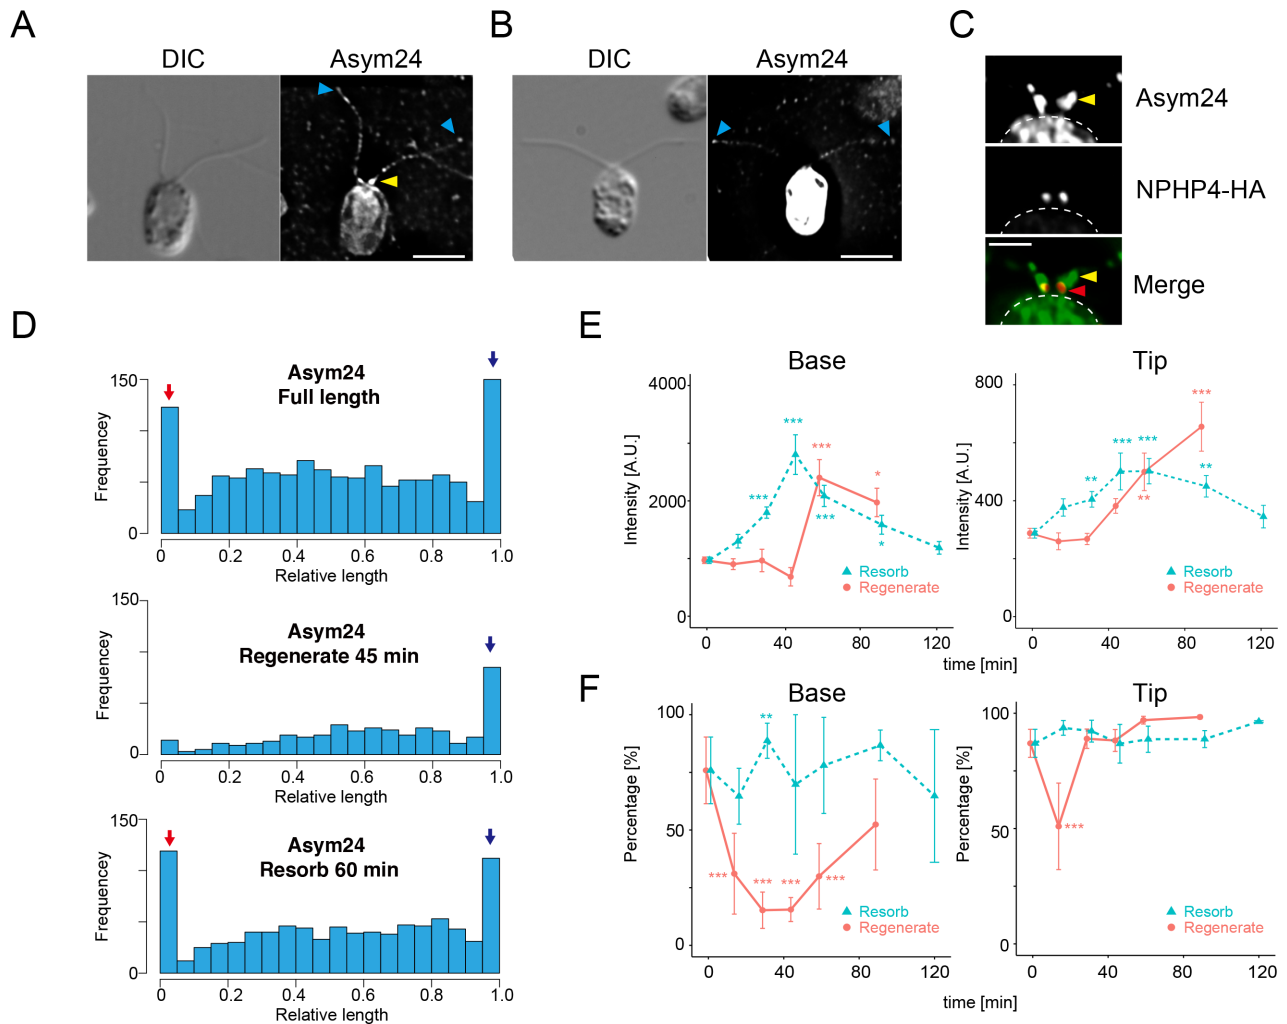 A
DIC
Asym24
B
DIC
Asym24
C
Asym24
NPHP4-HA
Merge
D
Asym24
Full length
150
0
Frequencey
0.2
0.4
0.6
0.8
1.0
Relative length
Asym24
Regenerate 45 min
150
0
Frequencey
0
0.2
0.4
0.6
0.8
1.0
Relative length
Asym24
Resorb 60 min
150
0
Frequencey
0
0.2
0.4
0.6
0.8
1.0
Relative length
E
Base
4000
2000
0
Intensity [A.U.]
***
***
***
***
*
*
Resorb
Regenerate
0
40
80
120
Tip
800
400
0
Intensity [A.U.]
**
***
***
**
**
***
Resorb
Regenerate
0
40
80
120
time [min]
F
Base
100
50
0
Percentage [%]
**
***
***
***
***
Resorb
Regenerate
0
40
80
120
Tip
100
50
0
Percentage [%]
***
Resorb
Regenerate
0
40
80
120
time [min]